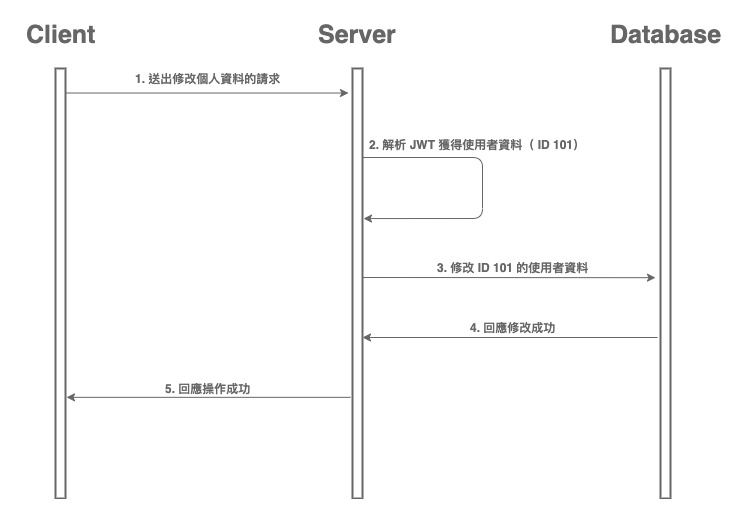 Client
Server
Database
1. 送出修改個人資料的請求
2. 解析 JWT 獲得使用者資料（ ID 101）
3. 修改 ID 101 的使用者資料
4. 回應修改成功
5. 回應操作成功